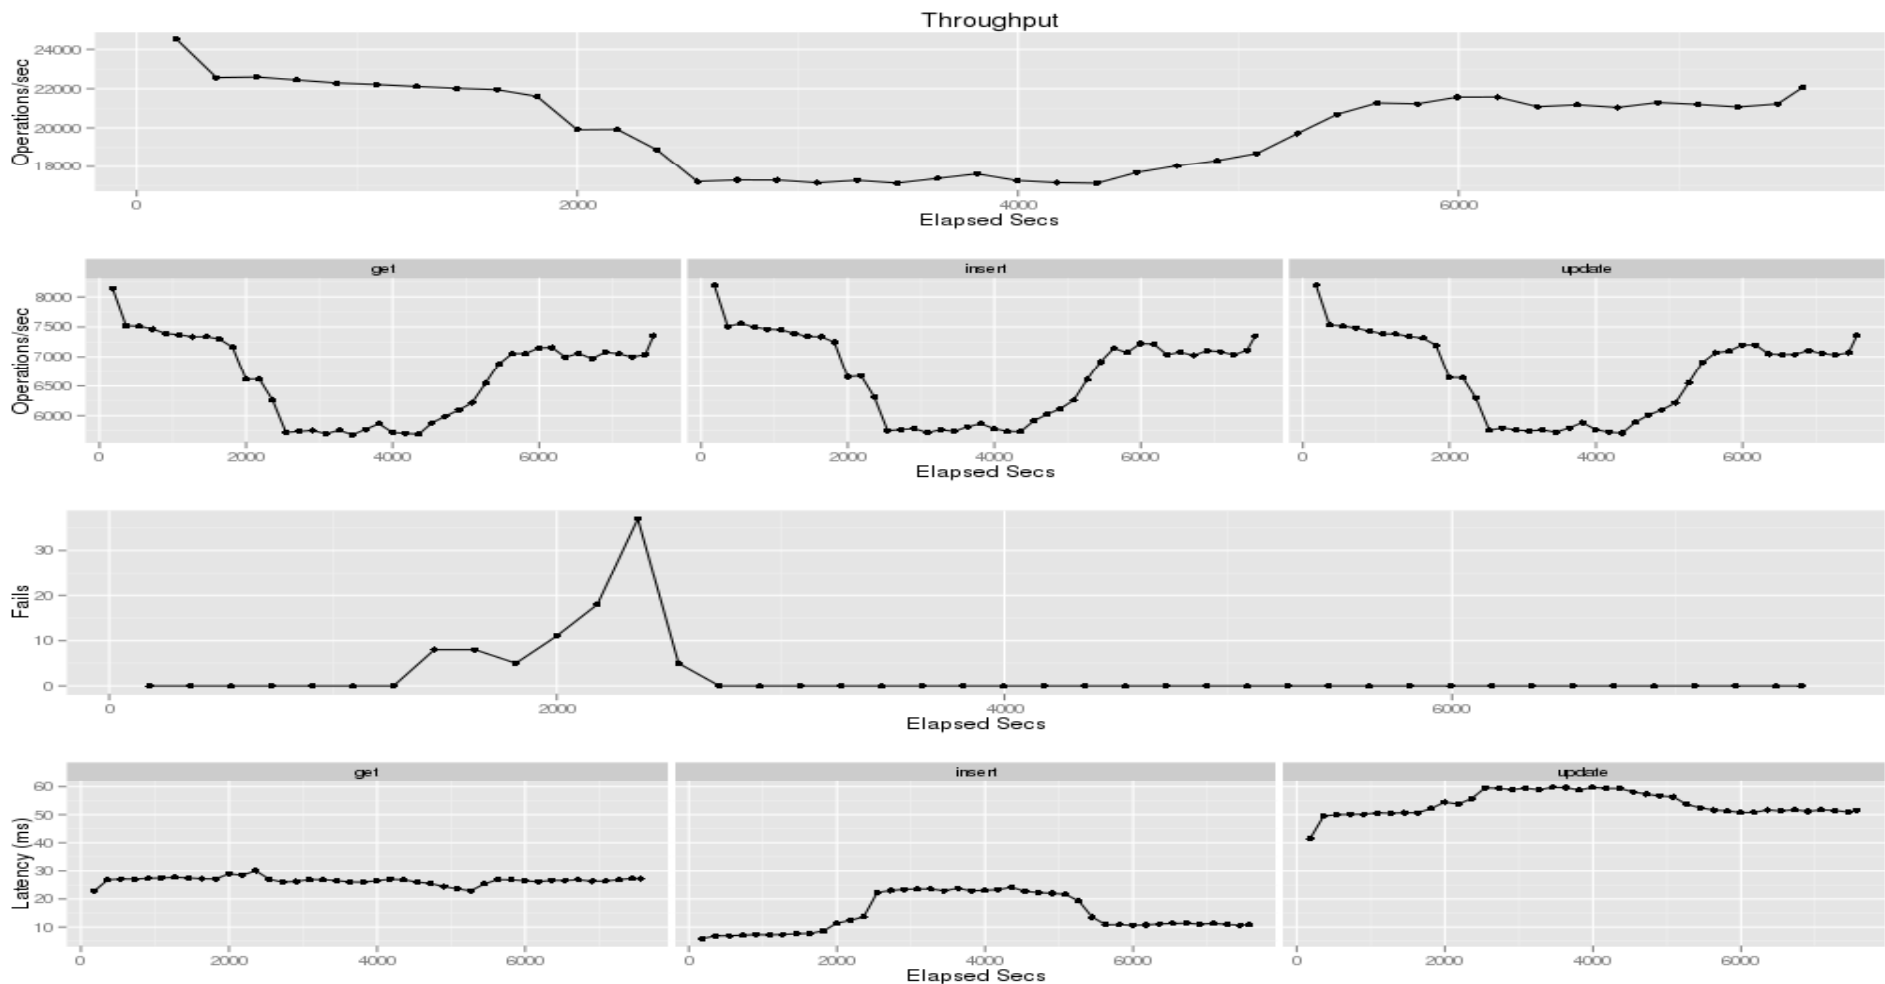 Throughput
Operations/sec
24000
22000
20000
18000
0 2000 4000 6000
Elapsed Secs
get insert update
Operations/sec
8000
7500
7000
6500
6000
0 2000 4000 6000 0 2000 4000 6000 0 2000 4000 6000
Elapsed Secs
Fails
30
20
10
0
0 2000 4000 6000
Elapsed Secs
get insert update
Latency (ms)
60
50
40
30
20
10
0 2000 4000 6000 0 2000 4000 6000 0 2000 4000 6000
Elapsed Secs